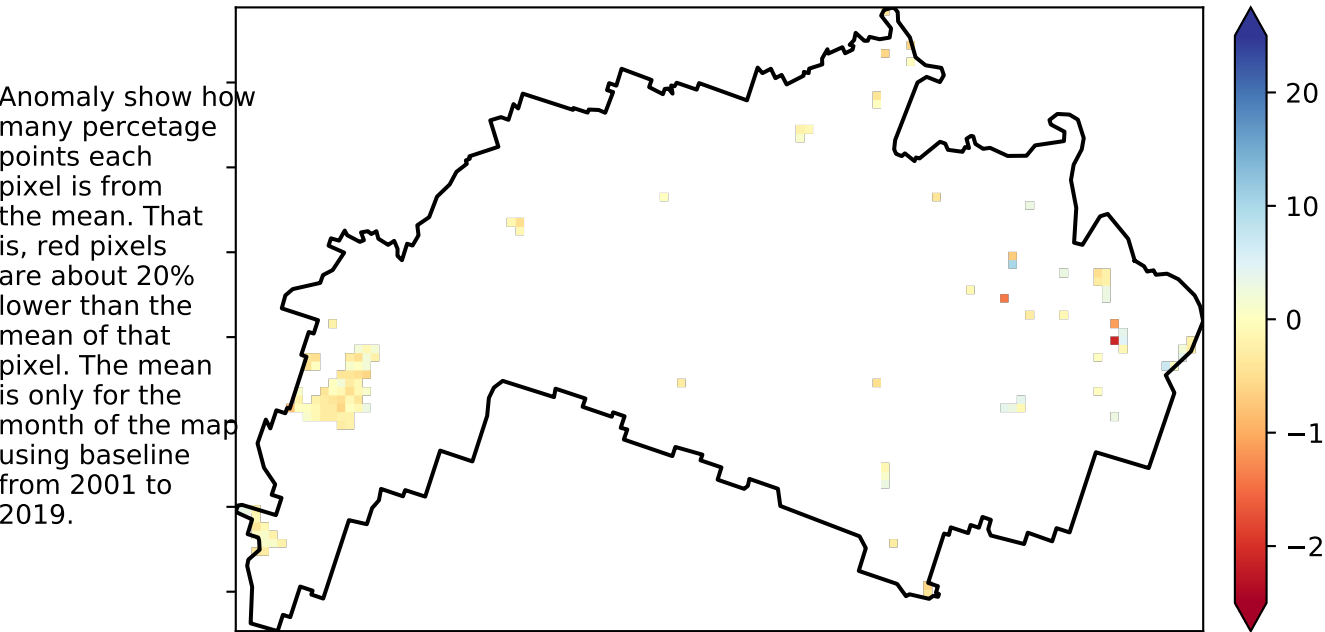 Anomaly show how
many percetage
points each
pixel is from
the mean. That
is, red pixels
are about 20%
lower than the
mean of that
pixel. The mean
is only for the
month of the map
using baseline
from 2001 to
2019.
20
10
0
−1
−2